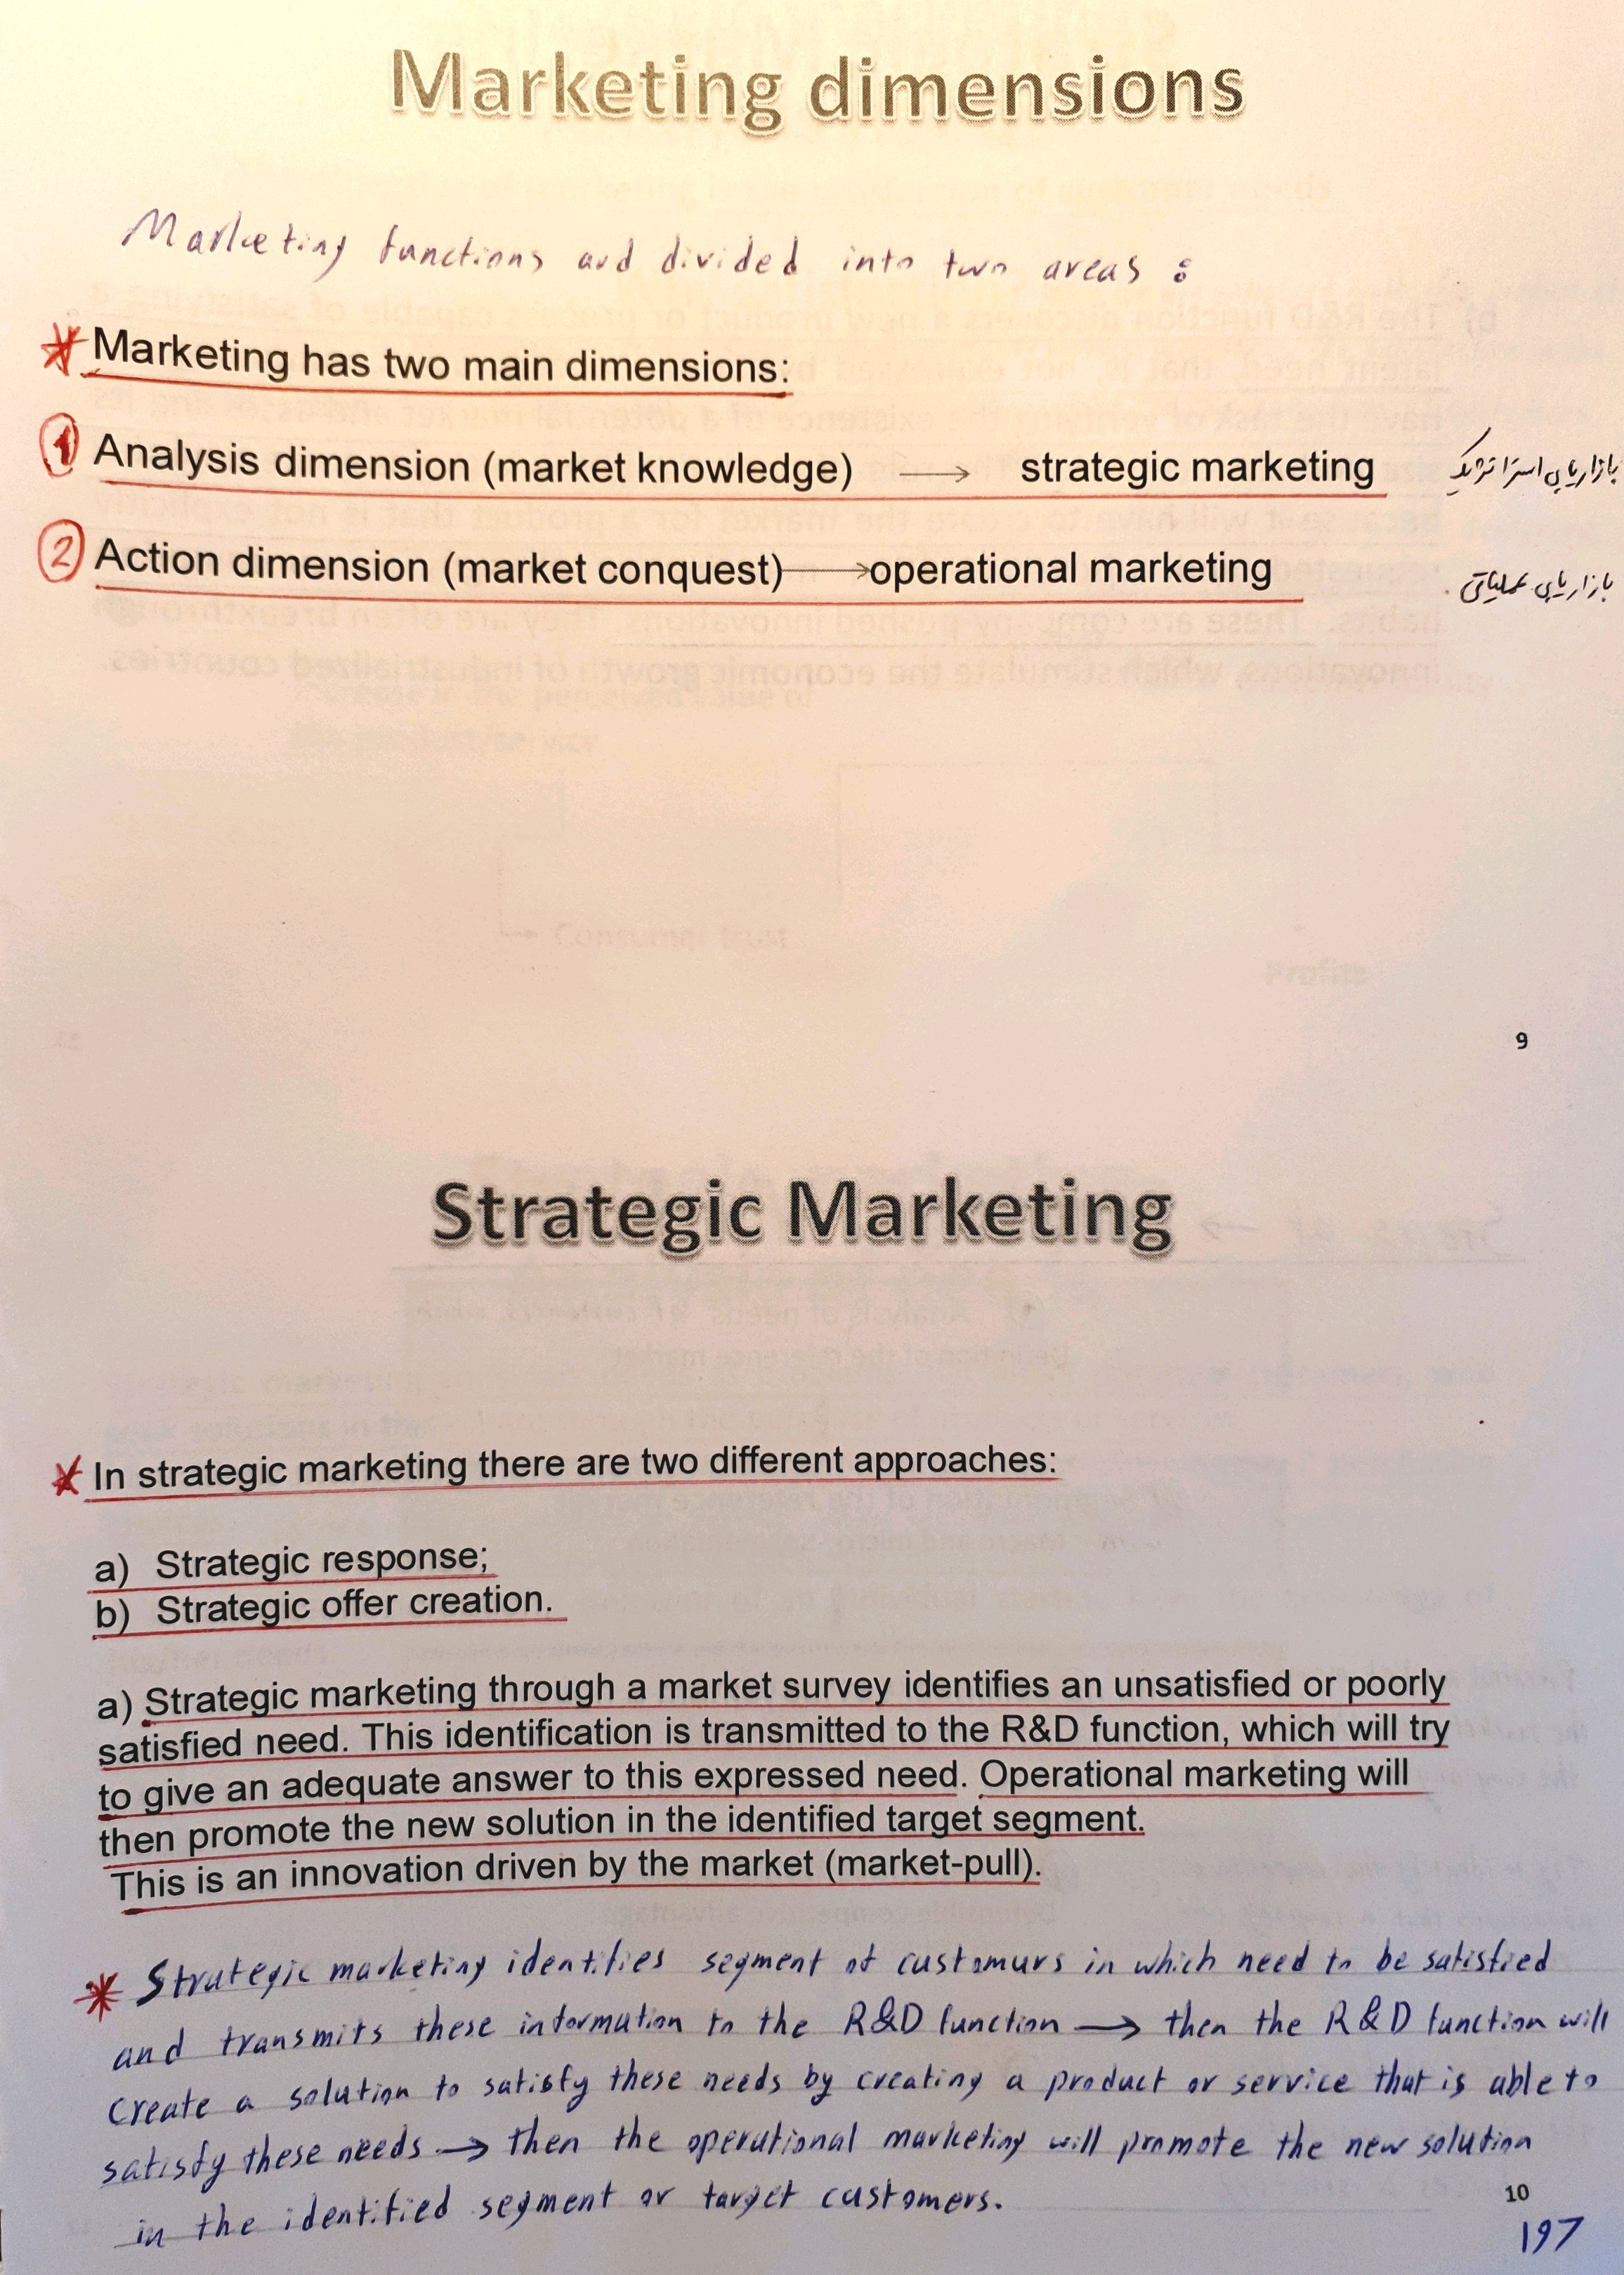 Marketing dimensions
Marketing functions and divided into two areas :
* Marketing has two main dimensions:
1 Analysis dimension (market knowledge) → strategic marketing بازاریابی استراتژیک
2 Action dimension (market conquest) → operational marketing بازاریابی عملیاتی
9
Strategic Marketing
* In strategic marketing there are two different approaches:
a) Strategic response;
b) Strategic offer creation.
a) Strategic marketing through a market survey identifies an unsatisfied or poorly
satisfied need. This identification is transmitted to the R&D function, which will try
to give an adequate answer to this expressed need. Operational marketing will
then promote the new solution in the identified target segment.
This is an innovation driven by the market (market-pull).
* Strategic marketing identifies segment of customurs in which need to be satisfied
and transmits these information to the R&D function → then the R&D function will
create a solution to satisfy these needs by creating a product or service that is able to
satisfy these needs → then the operational marketing will promote the new solution
in the identified segment or target customers.
10
197